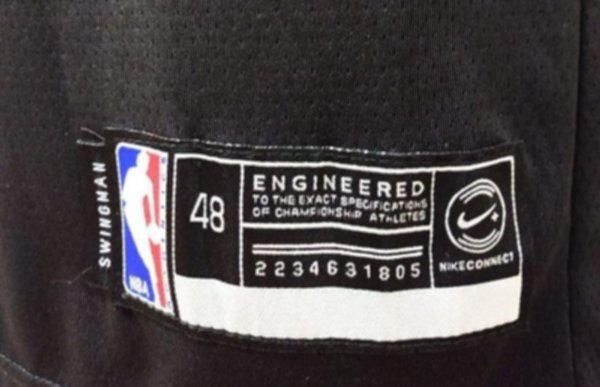 SWINGMAN
NBA
48
ENGINEERED
TO THE EXACT SPECIFICATIONS
OF CHAMPIONSHIP ATHLETES
2234631805
NIKECONNECT